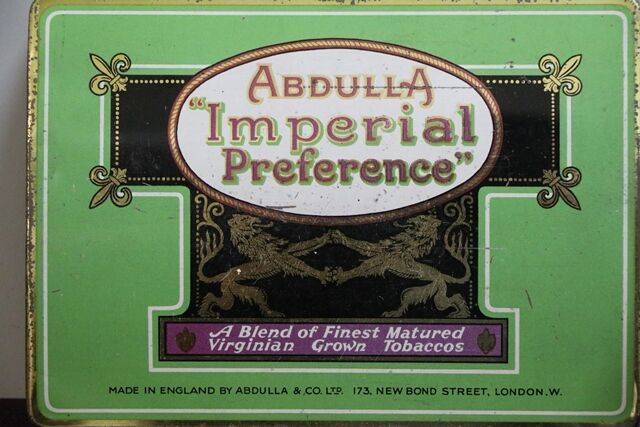 ABDULLA
"Imperial
Preference"
A Blend of Finest Matured
Virginian Grown Tobaccos
MADE IN ENGLAND BY ABDULLA & CO. LTD. 173, NEW BOND STREET, LONDON. W.